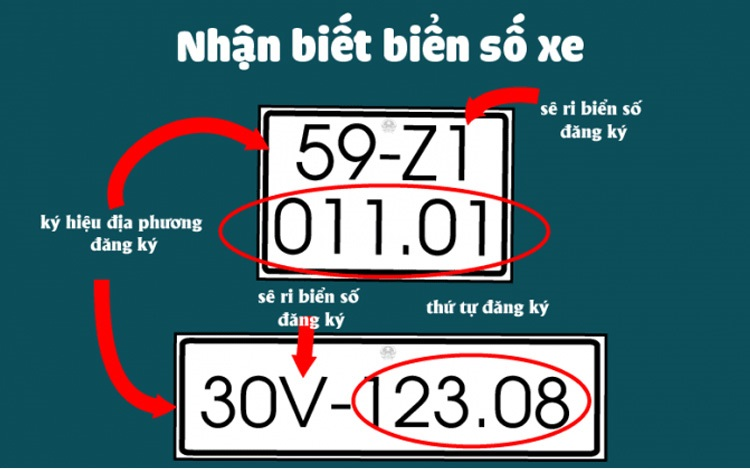 Nhận biết biển số xe
sê ri biển số
đăng ký
59-Z1
011.01
ký hiệu địa phương
đăng ký
sê ri biển số
đăng ký
thứ tự đăng ký
30V-123.08